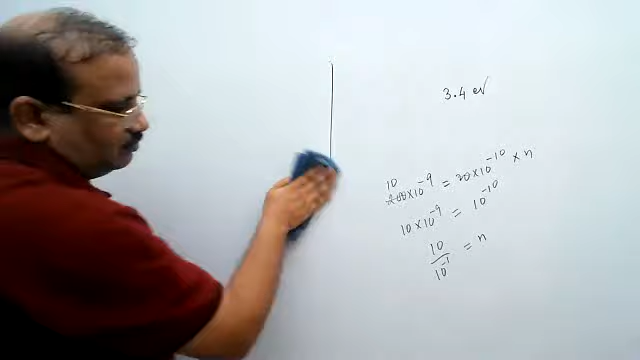 3.4 eV
10
200×10⁻⁹ = 20×10⁻¹⁰ × n
10×10⁻⁹ = 10⁻¹⁰
10/10⁻¹ = n